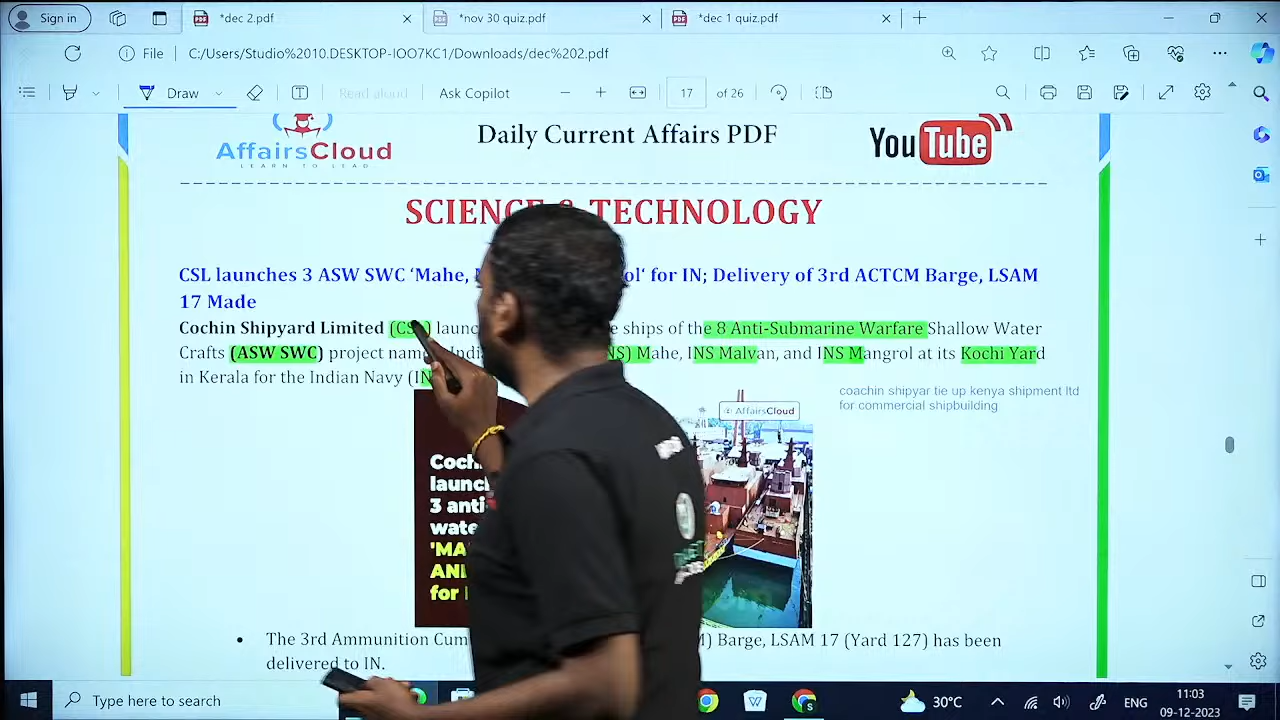 Sign in
*dec 2.pdf
*nov 30 quiz.pdf
*dec 1 quiz.pdf
File
C:/Users/Studio%2010.DESKTOP-IOO7KC1/Downloads/dec%202.pdf
Draw
Read aloud
Ask Copilot
17 of 26
AffairsCloud
LEARN TO LEAD
Daily Current Affairs PDF
YouTube
SCIENCE & TECHNOLOGY
CSL launches 3 ASW SWC ‘Mahe, ol‘ for IN; Delivery of 3rd ACTCM Barge, LSAM
17 Made
Cochin Shipyard Limited (CSL) launc ships of the 8 Anti-Submarine Warfare Shallow Water
Crafts (ASW SWC) project nam Indi NS) Mahe, INS Malvan, and INS Mangrol at its Kochi Yard
in Kerala for the Indian Navy (IN
coachin shipyar tie up kenya shipment ltd
for commercial shipbuilding
AffairsCloud
Coch
launc
3 anti
wate
'MA
AN
for
The 3rd Ammunition Cum M) Barge, LSAM 17 (Yard 127) has been
delivered to IN.
Type here to search
30°C
ENG
11:03
09-12-2023